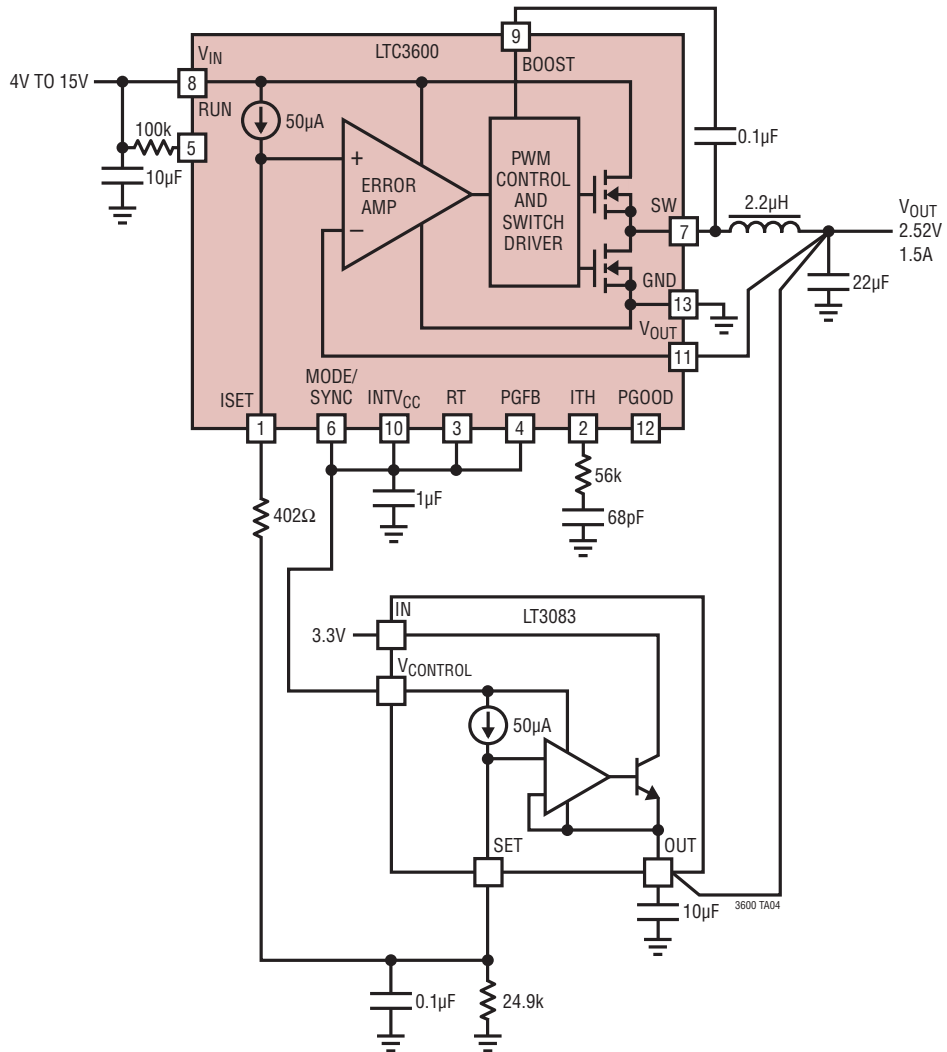 LTC3600
9
BOOST
VIN
4V TO 15V
8
RUN
50µA
100k
5
10µF
0.1µF
+
ERROR
AMP
–
PWM
CONTROL
AND
SWITCH
DRIVER
SW
7
2.2µH
VOUT
2.52V
1.5A
22µF
GND
13
VOUT
11
ISET
MODE/
SYNC
INTVCC
RT
PGFB
ITH
PGOOD
1
6
10
3
4
2
12
402Ω
1µF
56k
68pF
IN
LT3083
3.3V
VCONTROL
50µA
SET
OUT
10µF
3600 TA04
0.1µF
24.9k